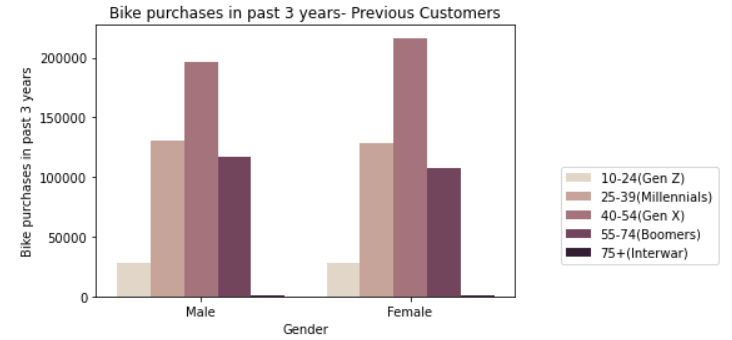 Bike purchases in past 3 years- Previous Customers
Bike purchases in past 3 years
200000
150000
100000
50000
0
Male
Female
Gender
10-24(Gen Z)
25-39(Millennials)
40-54(Gen X)
55-74(Boomers)
75+(Interwar)